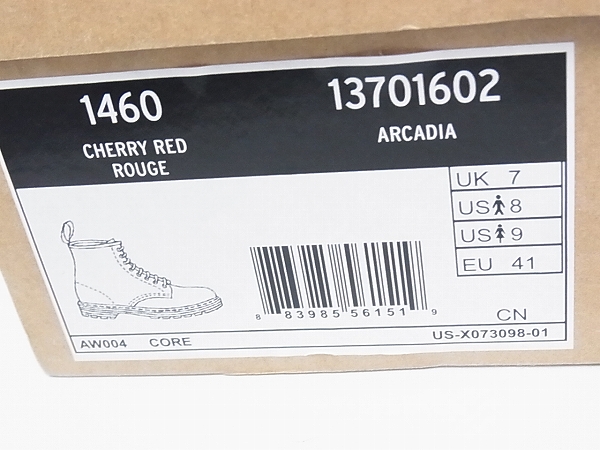 1460
13701602
CHERRY RED
ROUGE
ARCADIA
UK 7
US 8
US 9
EU 41
8 83985 56151 9
CN
AW004 CORE
US-X073098-01